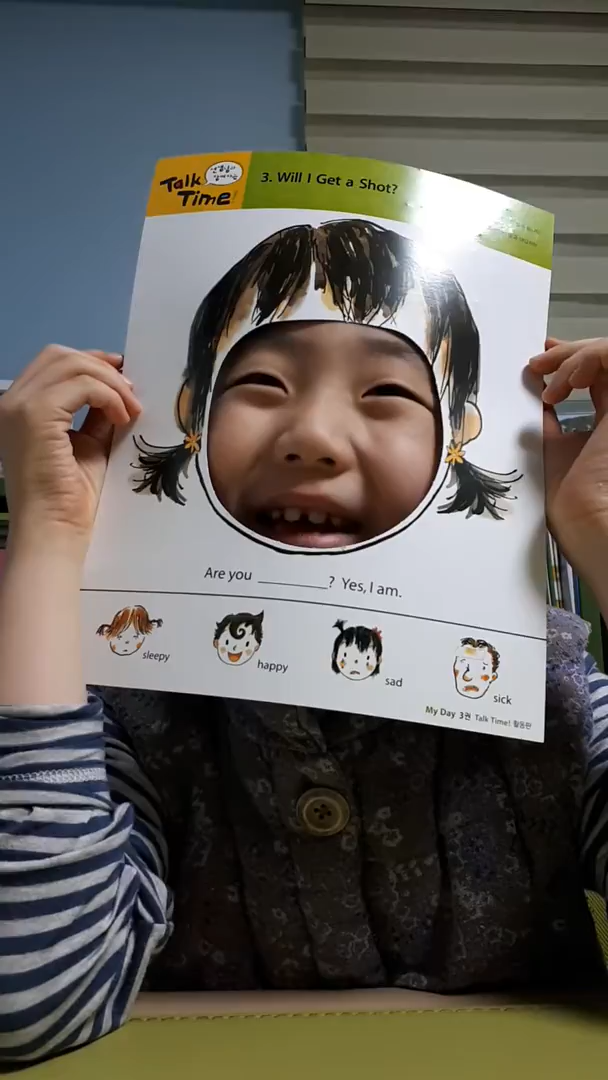 Talk
Time!
3. Will I Get a Shot?
Are you ________? Yes, I am.
sleepy
happy
sad
sick
My Day 3권 Talk Time! 활동판